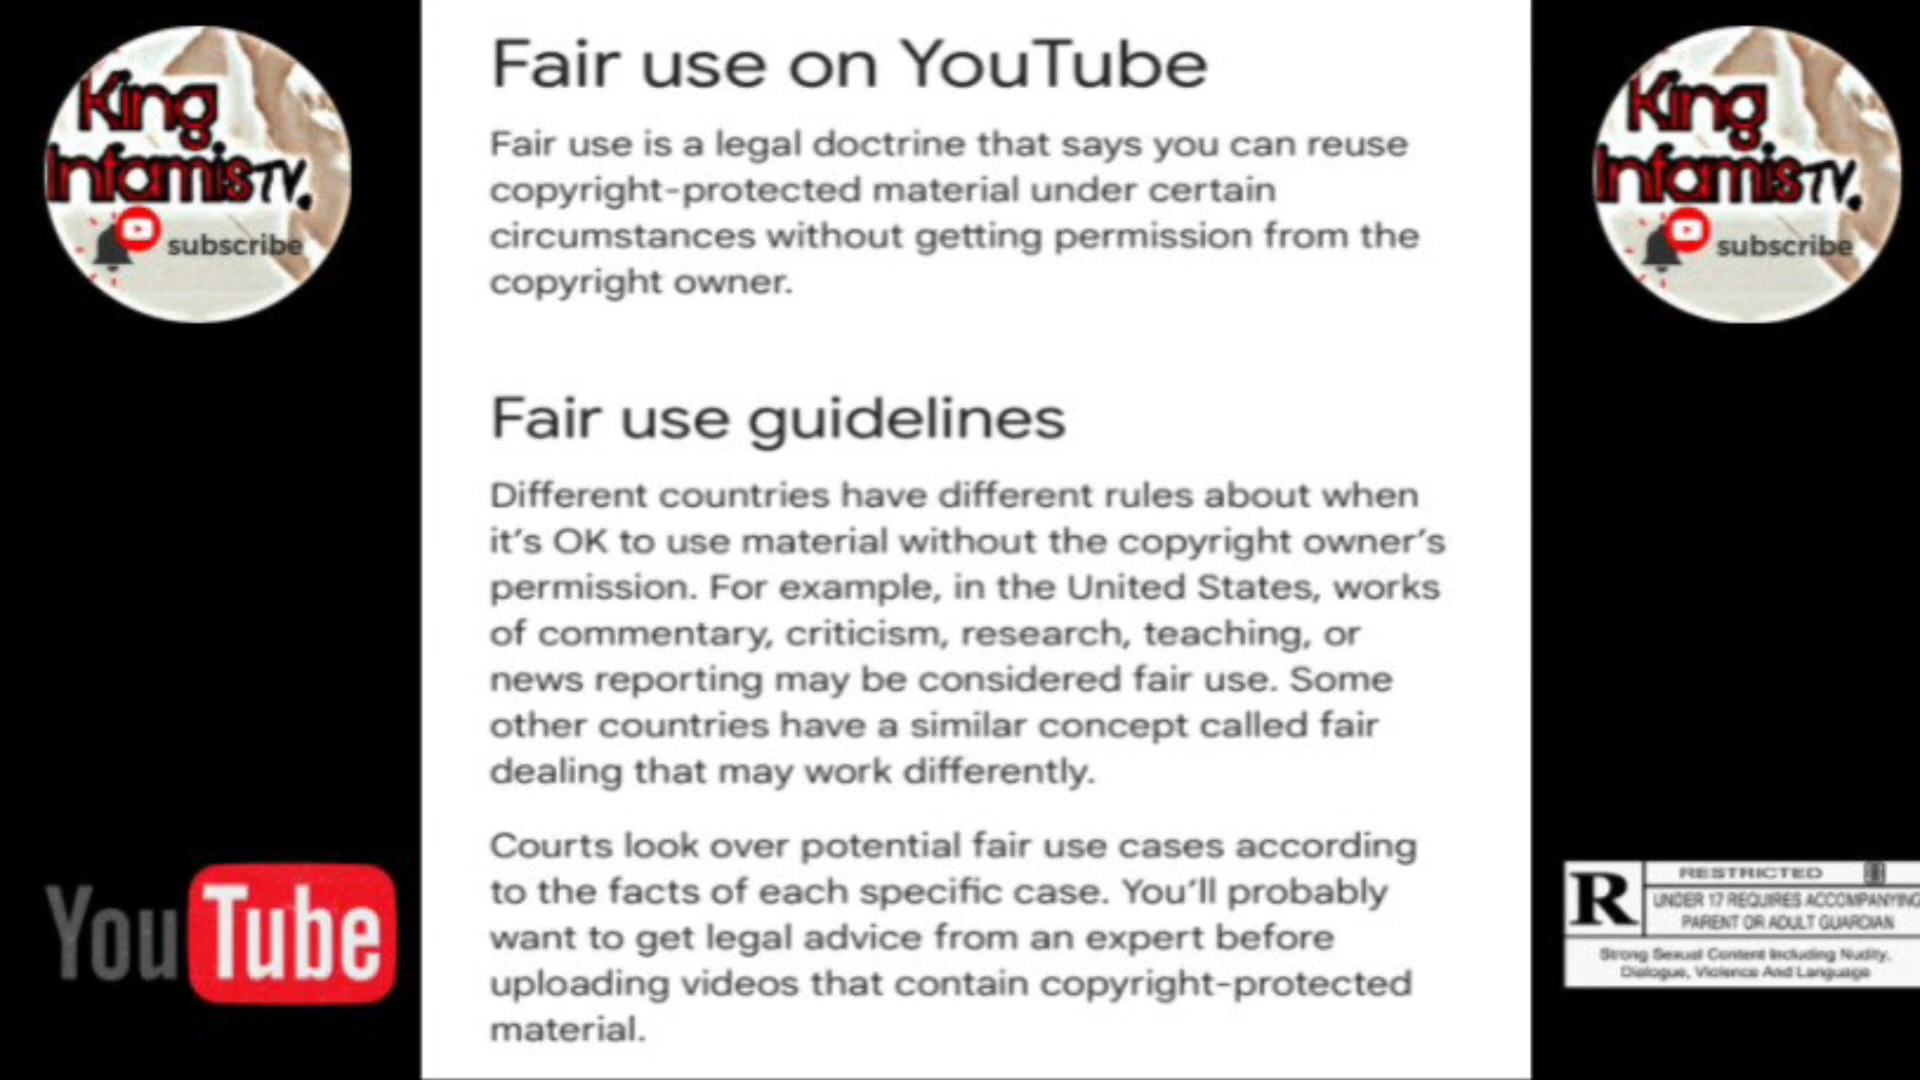 King
InfamisTV.
subscribe
Fair use on YouTube
Fair use is a legal doctrine that says you can reuse
copyright-protected material under certain
circumstances without getting permission from the
copyright owner.
Fair use guidelines
Different countries have different rules about when
it's OK to use material without the copyright owner's
permission. For example, in the United States, works
of commentary, criticism, research, teaching, or
news reporting may be considered fair use. Some
other countries have a similar concept called fair
dealing that may work differently.
Courts look over potential fair use cases according
to the facts of each specific case. You'll probably
want to get legal advice from an expert before
uploading videos that contain copyright-protected
material.
King
InfamisTV.
subscribe
YouTube
R
RESTRICTED
UNDER 17 REQUIRES ACCOMPANYING
PARENT OR ADULT GUARDIAN
Strong Sexual Content Including Nudity,
Dialogue, Violence And Language